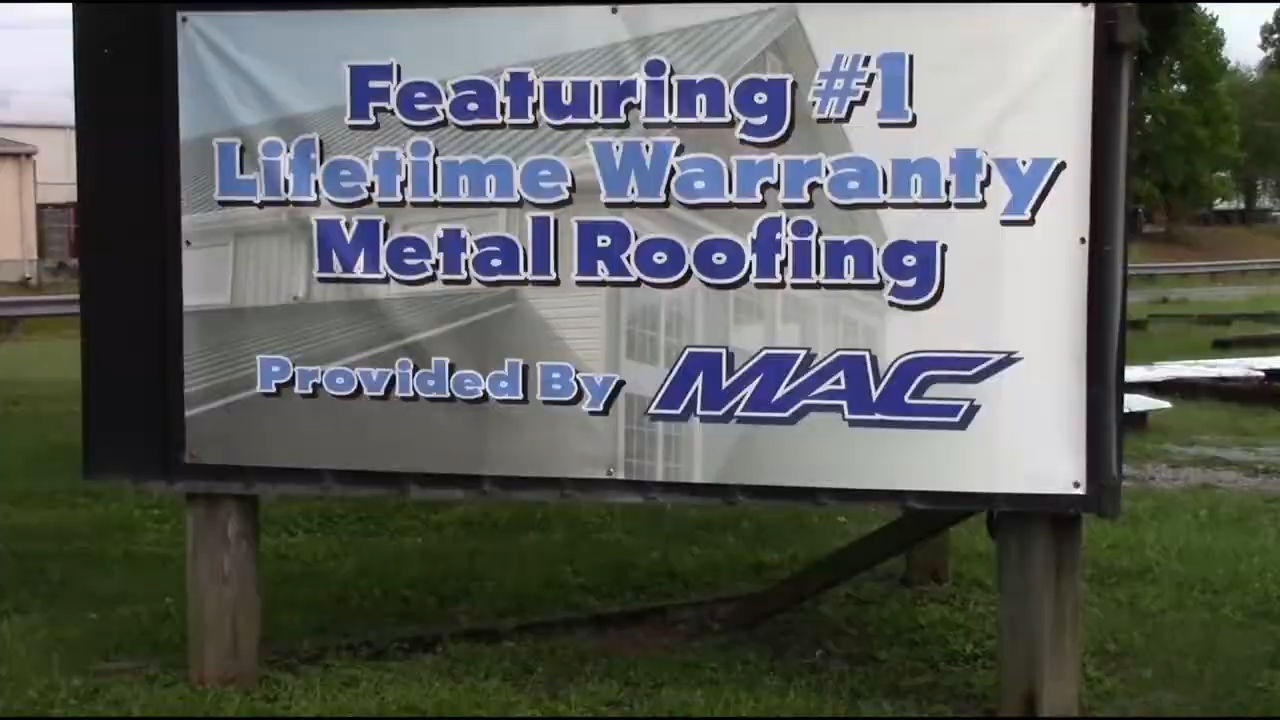 Featuring #1
Lifetime Warranty
Metal Roofing
Provided By MAC